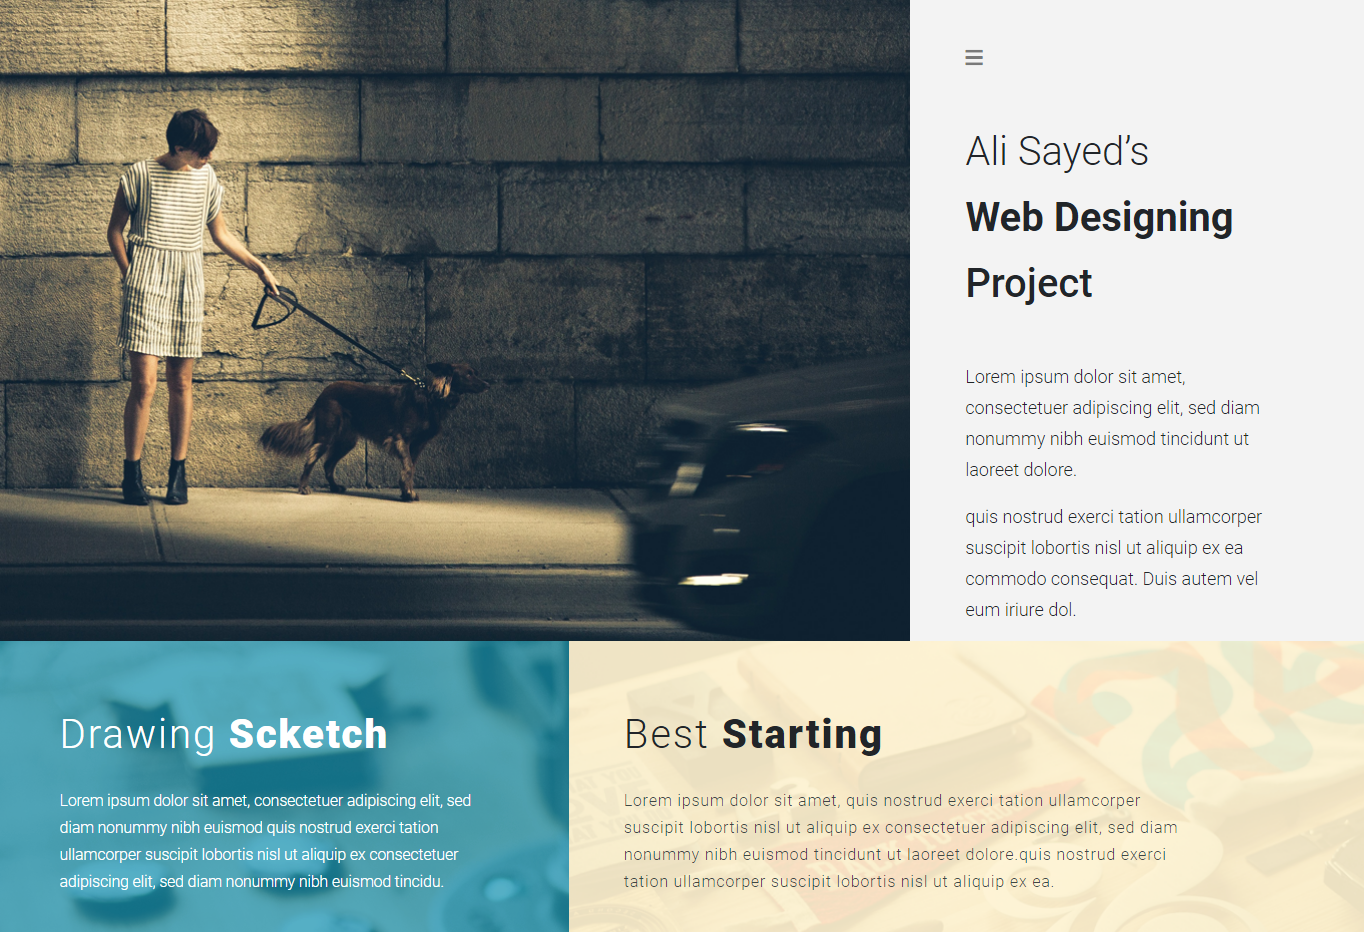 Ali Sayed’s
Web Designing
Project
Lorem ipsum dolor sit amet,
consectetuer adipiscing elit, sed diam
nonummy nibh euismod tincidunt ut
laoreet dolore.
quis nostrud exerci tation ullamcorper
suscipit lobortis nisl ut aliquip ex ea
commodo consequat. Duis autem vel
eum iriure dol.
Drawing Scketch
Lorem ipsum dolor sit amet, consectetuer adipiscing elit, sed
diam nonummy nibh euismod quis nostrud exerci tation
ullamcorper suscipit lobortis nisl ut aliquip ex consectetuer
adipiscing elit, sed diam nonummy nibh euismod tincidu.
Best Starting
Lorem ipsum dolor sit amet, quis nostrud exerci tation ullamcorper
suscipit lobortis nisl ut aliquip ex consectetuer adipiscing elit, sed diam
nonummy nibh euismod tincidunt ut laoreet dolore.quis nostrud exerci
tation ullamcorper suscipit lobortis nisl ut aliquip ex ea.